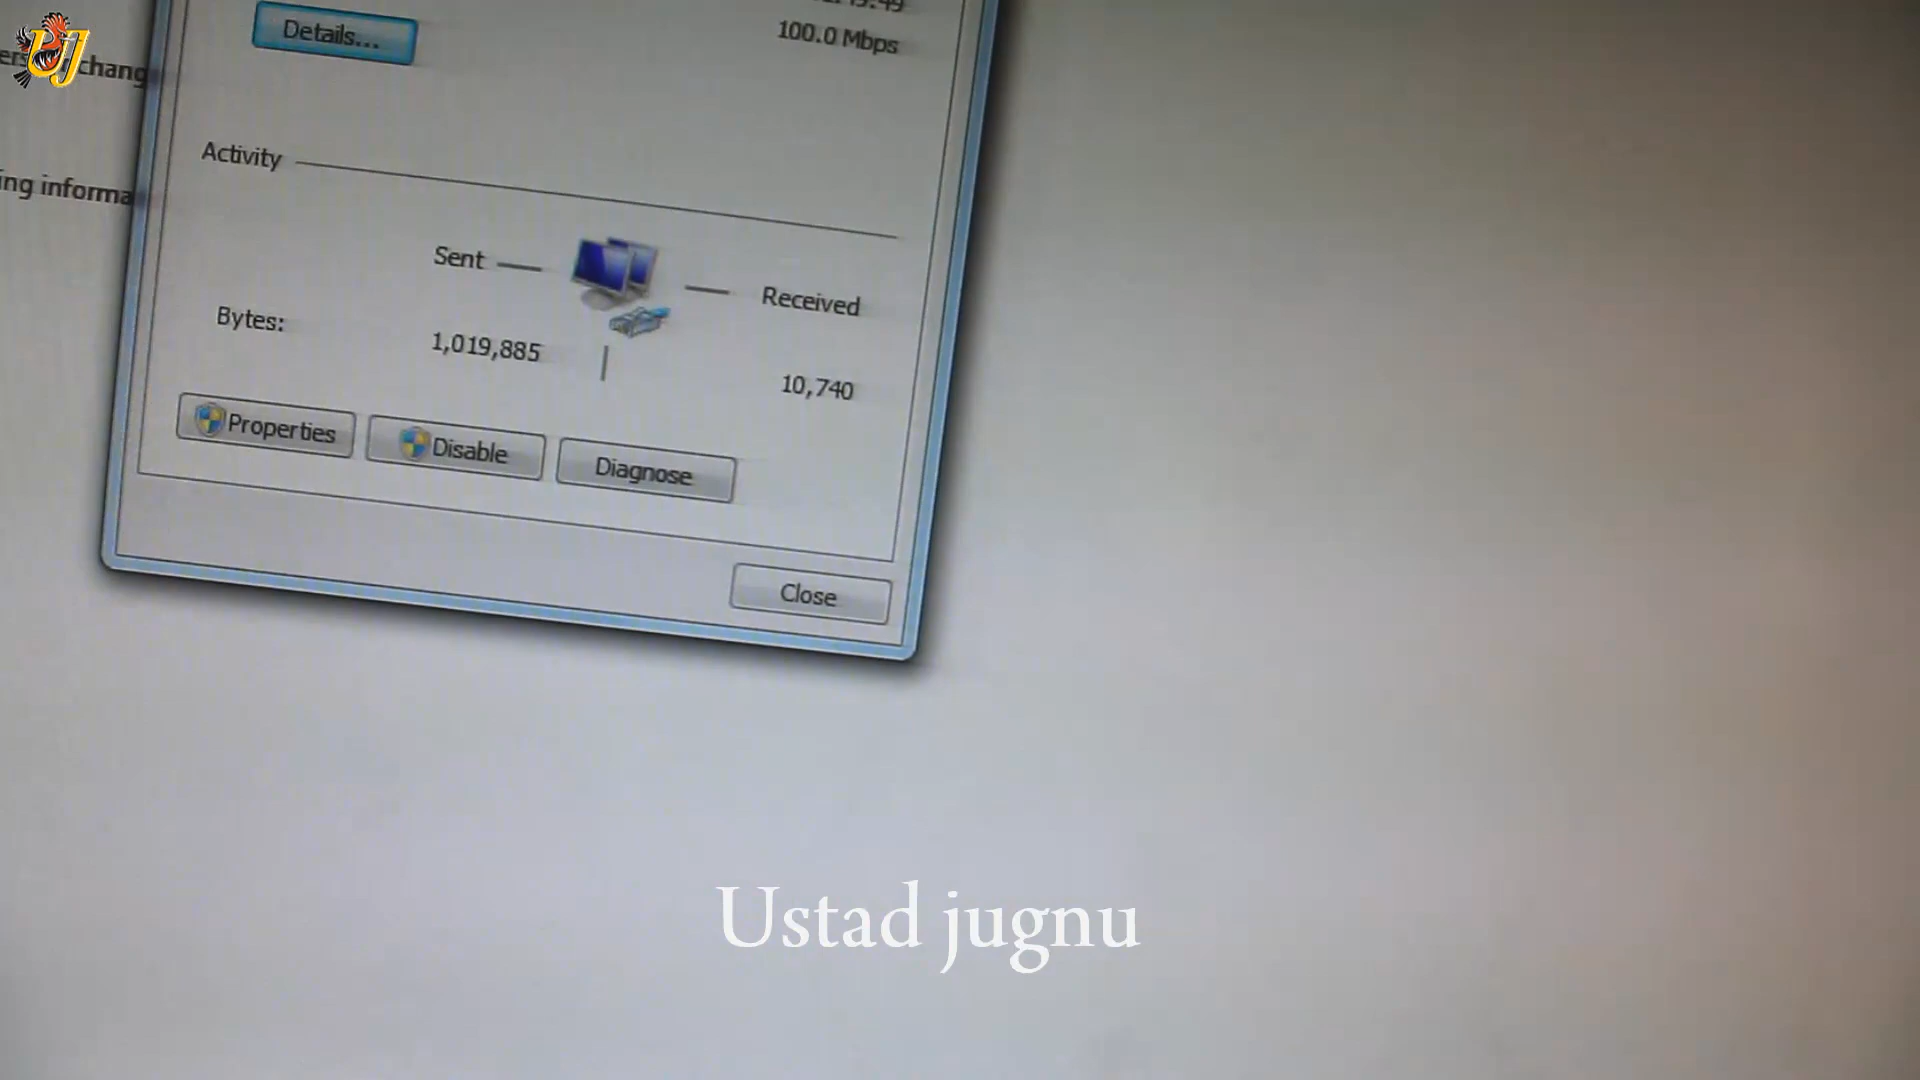 UJ
Details...
100.0 Mbps
chang
ing informa
Activity
Sent
Received
Bytes:
1,019,885
10,740
Properties
Disable
Diagnose
Close
Ustad jugnu